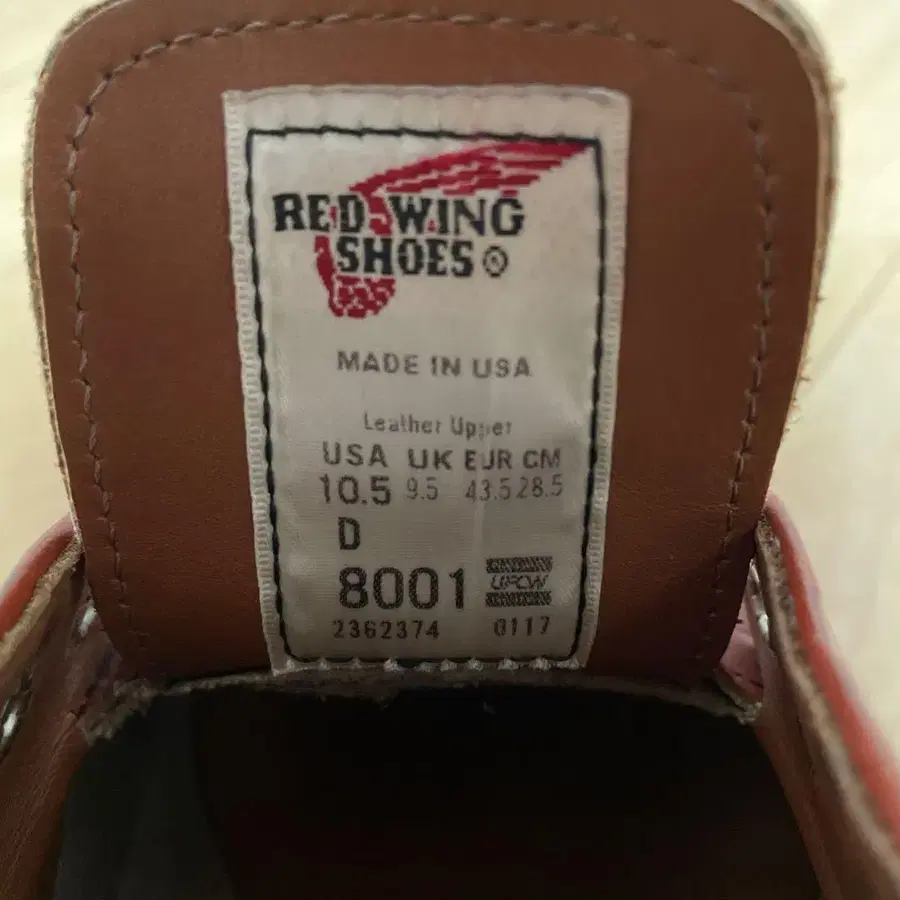 RED WING
SHOES ®
MADE IN USA
Leather Upper
USA UK EUR CM
10.5 9.5 43.5 28.5
D
8001 UFCW
2362374 0117